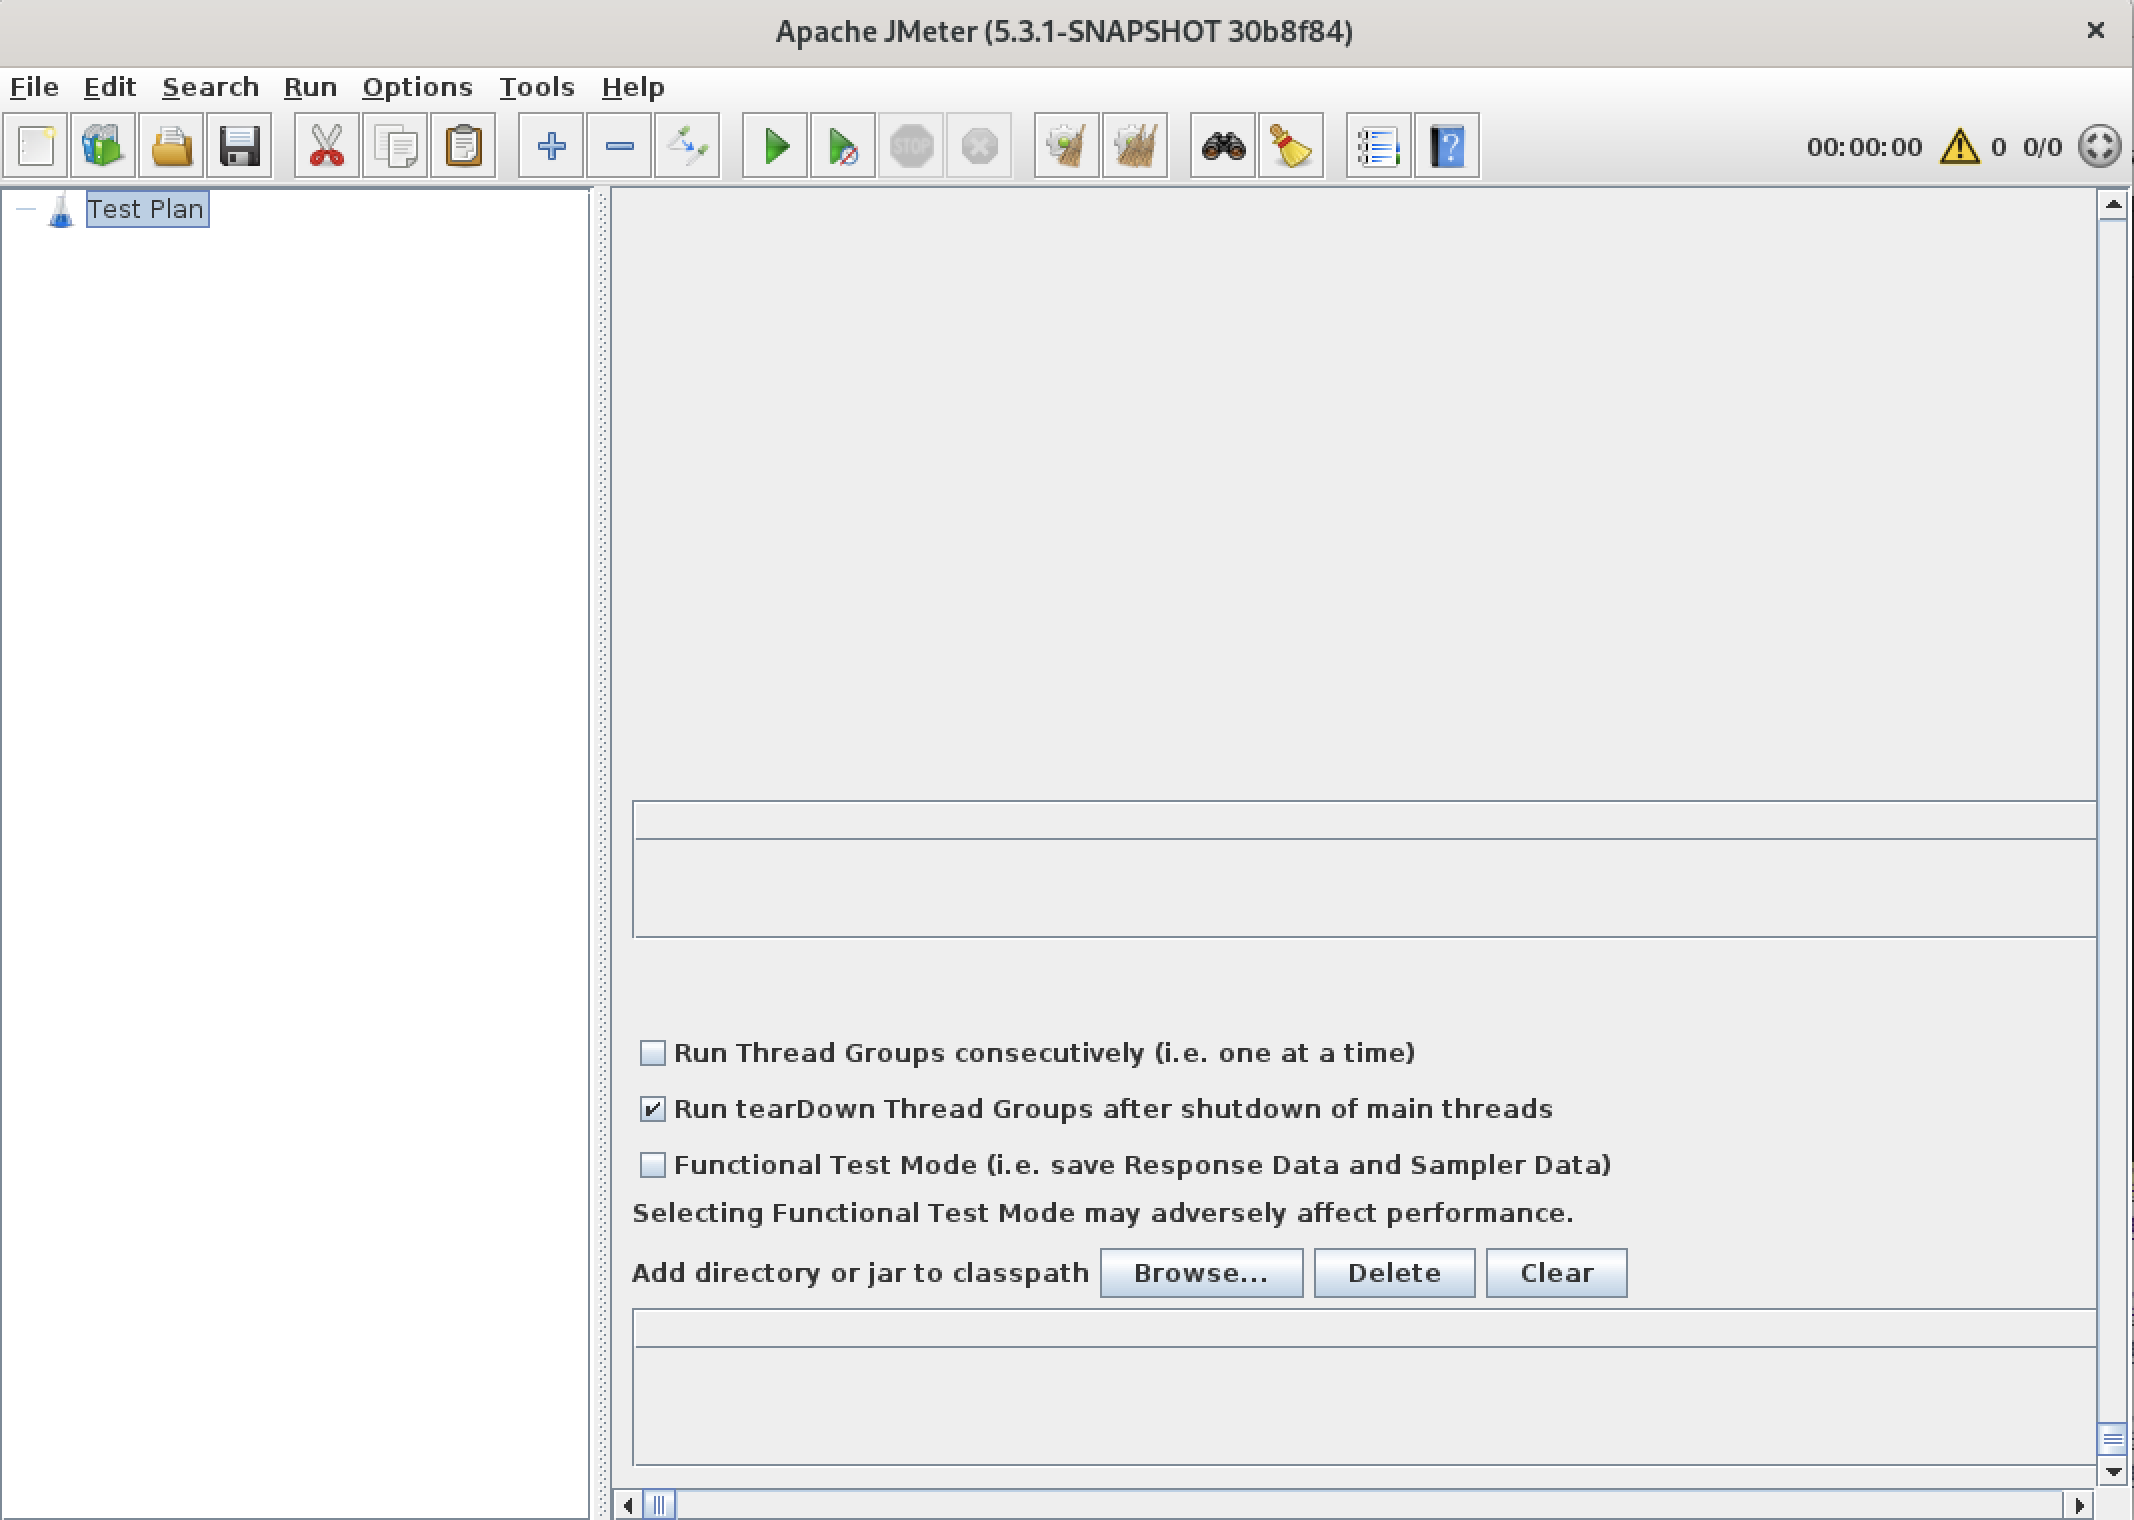 Apache JMeter (5.3.1-SNAPSHOT 30b8f84)
File Edit Search Run Options Tools Help
STOP
00:00:00 0 0/0
Test Plan
Run Thread Groups consecutively (i.e. one at a time)
Run tearDown Thread Groups after shutdown of main threads
Functional Test Mode (i.e. save Response Data and Sampler Data)
Selecting Functional Test Mode may adversely affect performance.
Add directory or jar to classpath Browse... Delete Clear